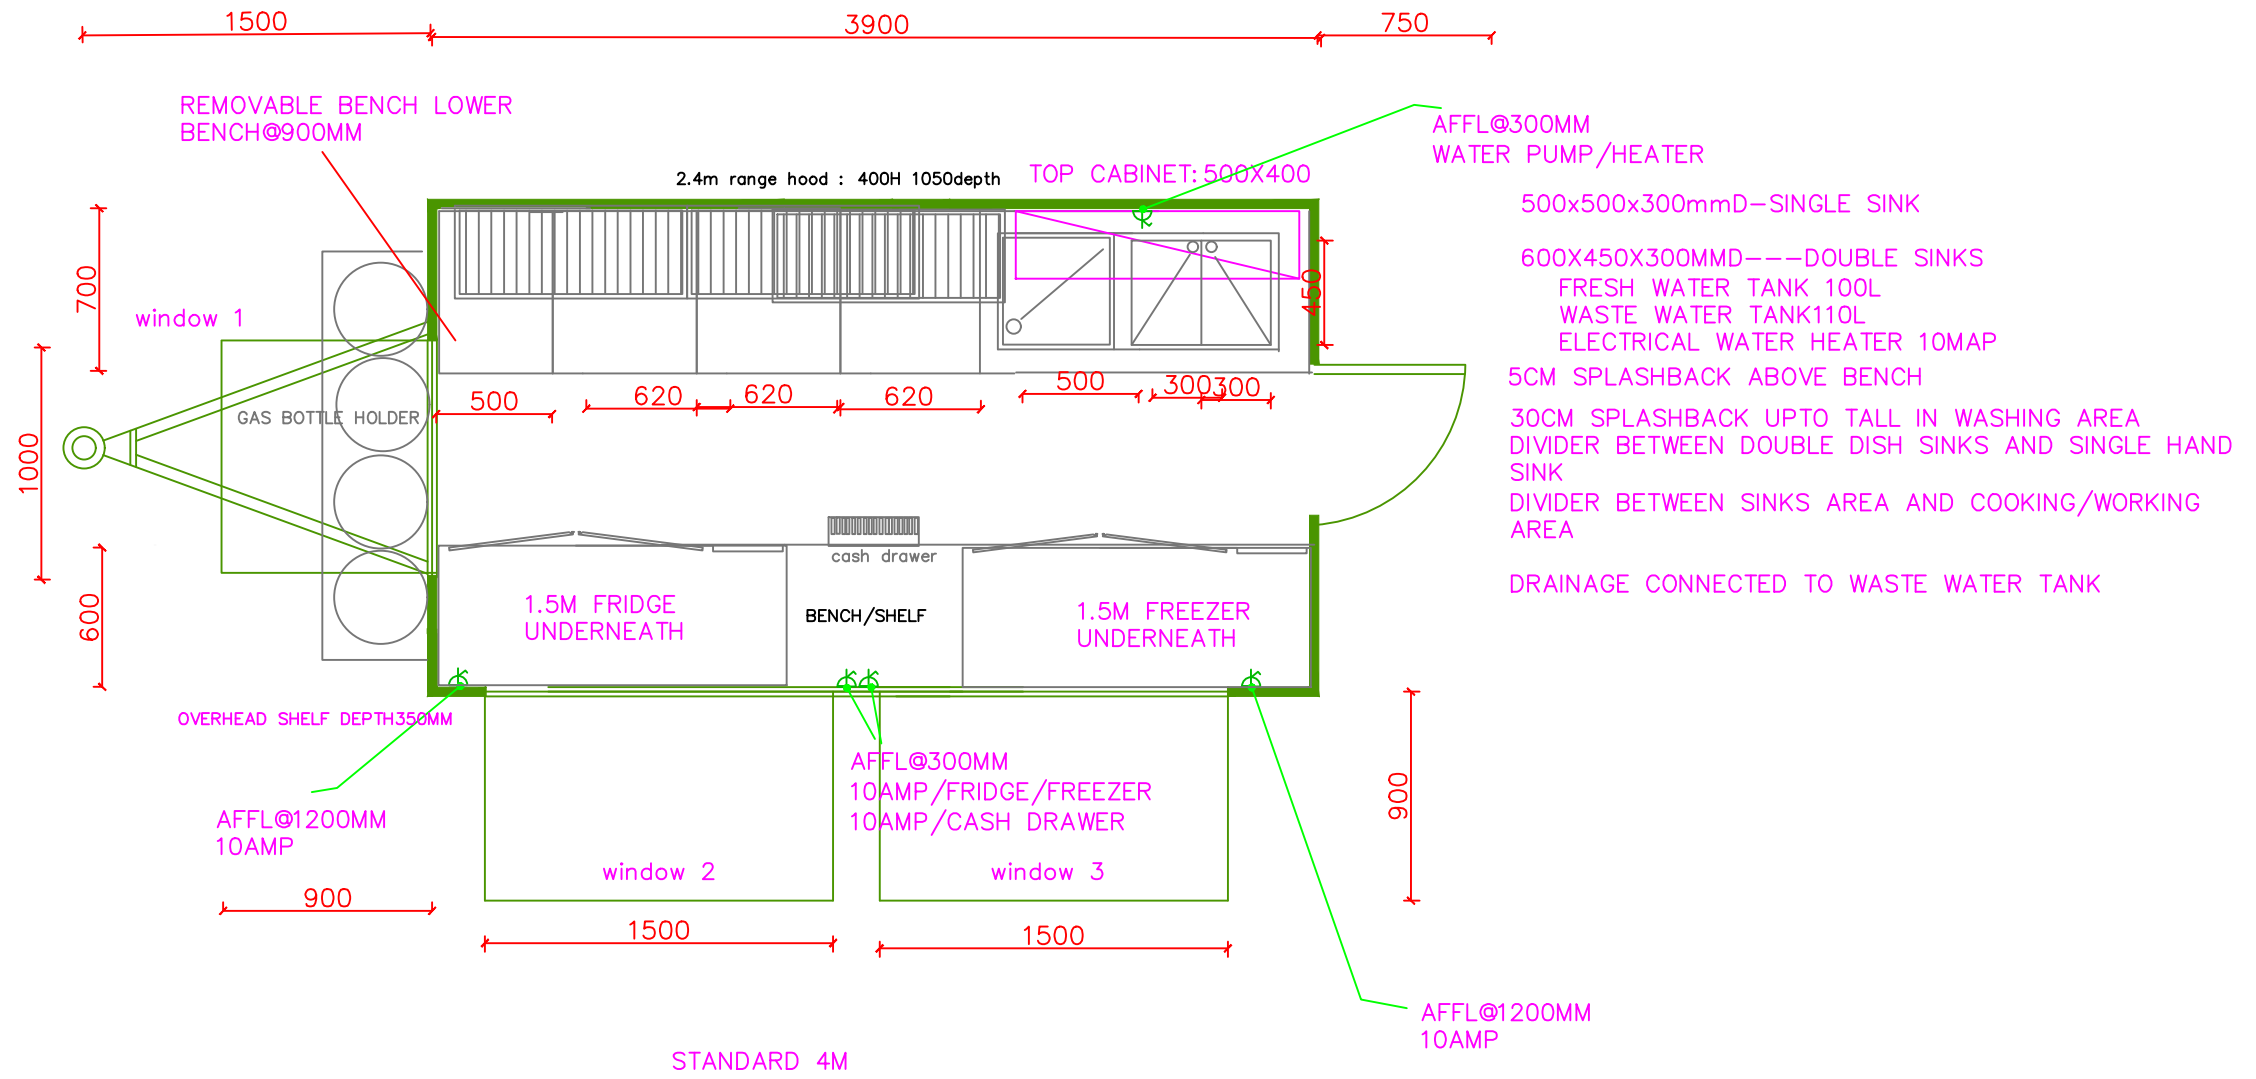 1500
3900
750
REMOVABLE BENCH LOWER
BENCH@900MM
AFFL@300MM
WATER PUMP/HEATER
2.4m range hood : 400H 1050depth
TOP CABINET:500X400
500x500x300mmD-SINGLE SINK
600X450X300MMD---DOUBLE SINKS
FRESH WATER TANK 100L
WASTE WATER TANK110L
ELECTRICAL WATER HEATER 10MAP
5CM SPLASHBACK ABOVE BENCH
30CM SPLASHBACK UPTO TALL IN WASHING AREA
DIVIDER BETWEEN DOUBLE DISH SINKS AND SINGLE HAND
SINK
DIVIDER BETWEEN SINKS AREA AND COOKING/WORKING
AREA
DRAINAGE CONNECTED TO WASTE WATER TANK
700
window 1
450
500
620
620
620
500
300
300
GAS BOTTLE HOLDER
1000
cash drawer
600
1.5M FRIDGE
UNDERNEATH
BENCH/SHELF
1.5M FREEZER
UNDERNEATH
OVERHEAD SHELF DEPTH350MM
AFFL@1200MM
10AMP
AFFL@300MM
10AMP/FRIDGE/FREEZER
10AMP/CASH DRAWER
900
window 2
window 3
900
1500
1500
AFFL@1200MM
10AMP
STANDARD 4M